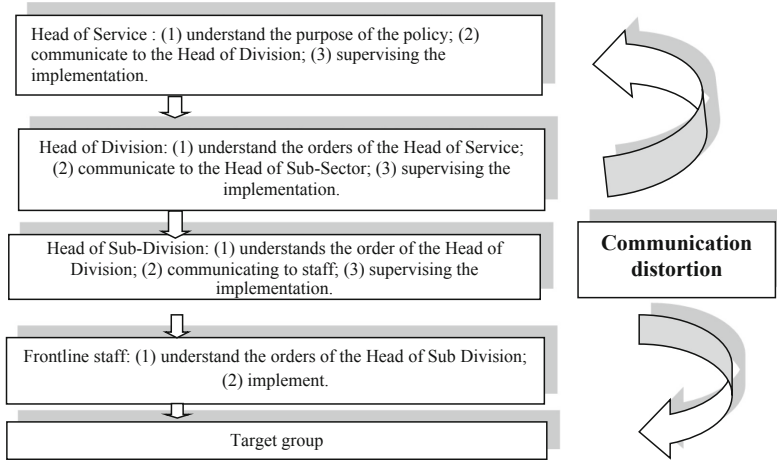 Head of Service : (1) understand the purpose of the policy; (2)
communicate to the Head of Division; (3) supervising the
implementation.
Head of Division: (1) understand the orders of the Head of Service;
(2) communicate to the Head of Sub-Sector; (3) supervising the
implementation.
Head of Sub-Division: (1) understands the order of the Head of
Division; (2) communicating to staff; (3) supervising the
implementation.
Communication
distortion
Frontline staff: (1) understand the orders of the Head of Sub Division;
(2) implement.
Target group